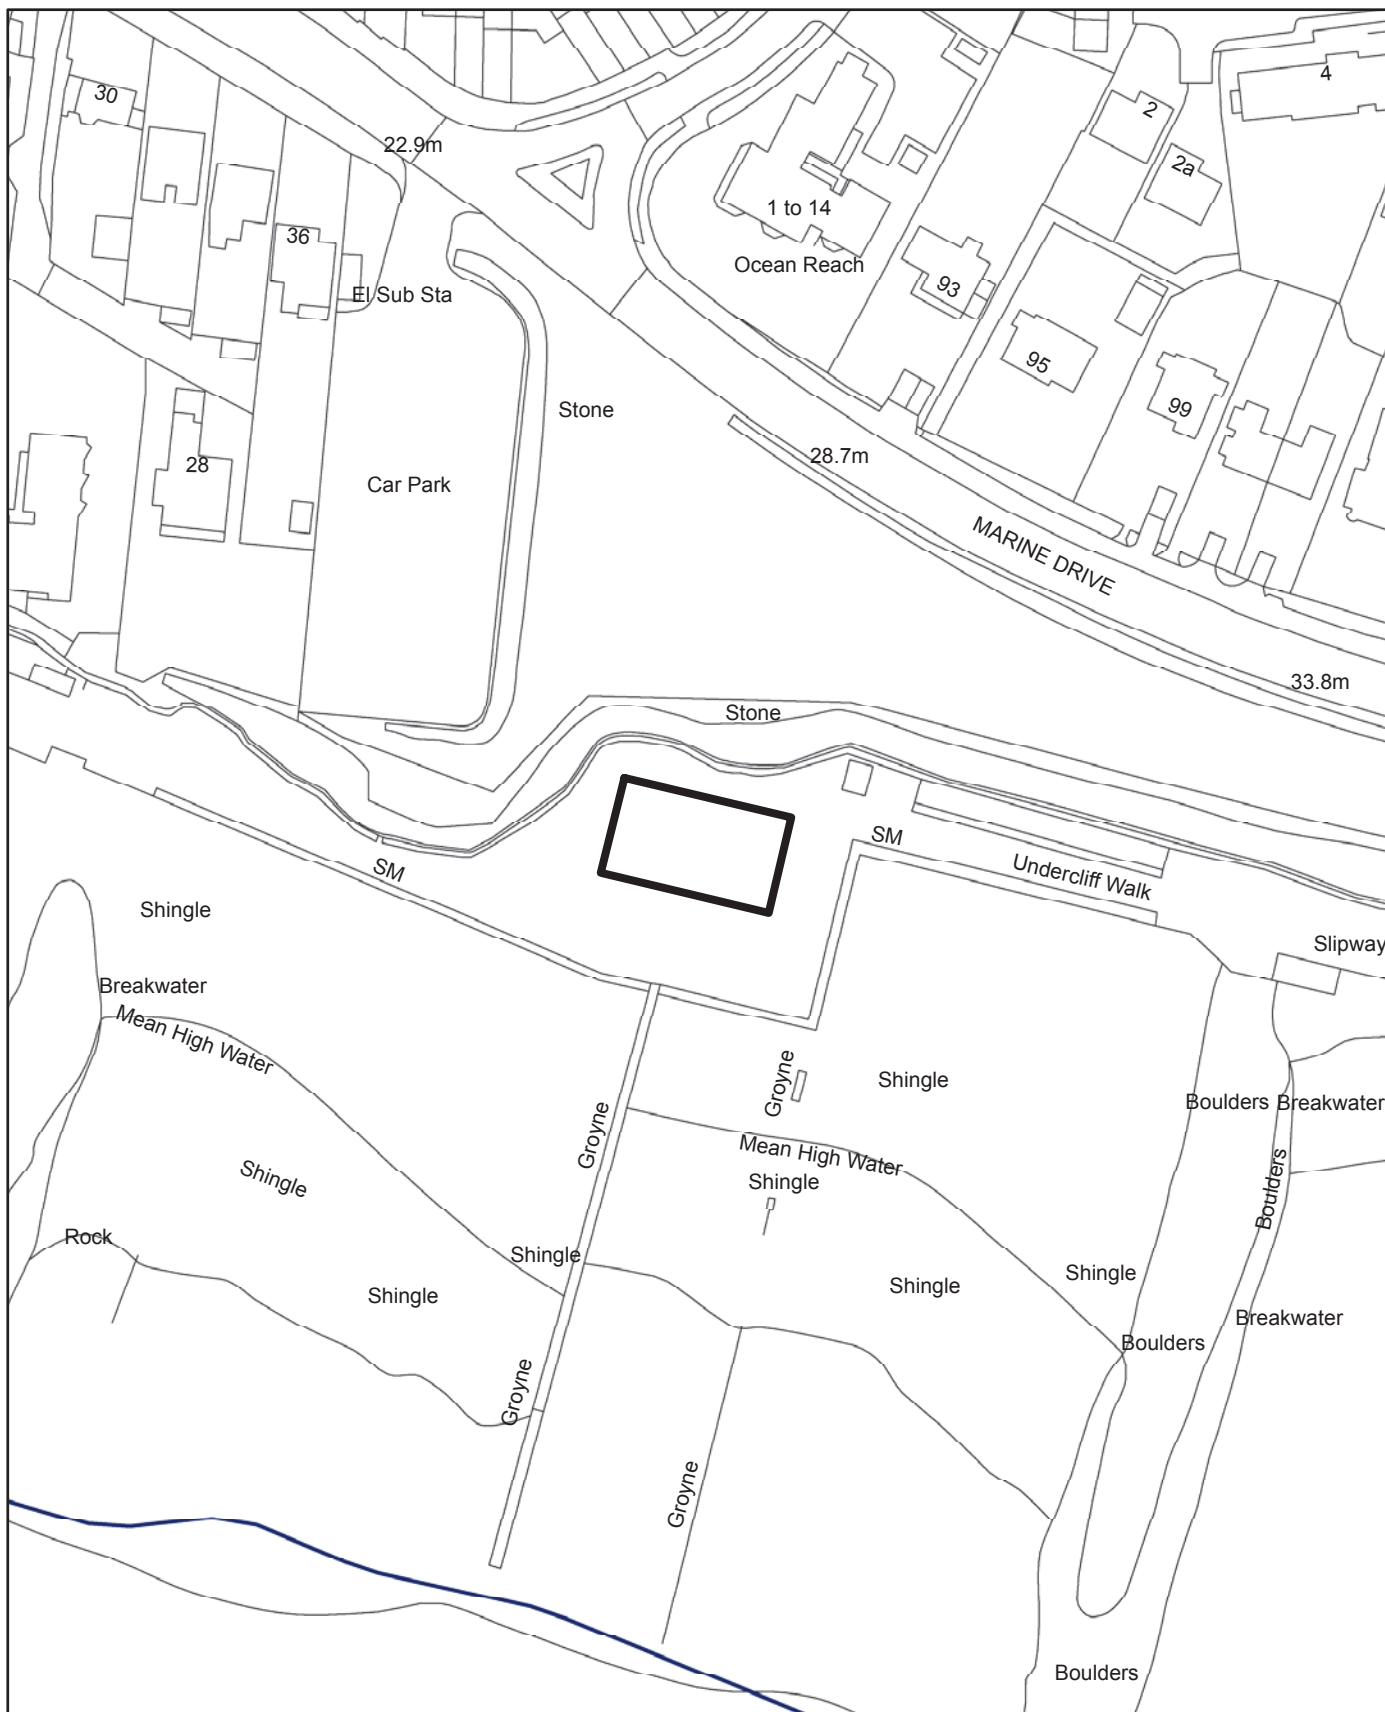 30
4
2
22.9m
2a
1 to 14
36
Ocean Reach
93
El Sub Sta
95
99
Stone
28.7m
28
Car Park
MARINE DRIVE
33.8m
Stone
SM
SM
Undercliff Walk
Shingle
Slipway
Breakwater
Mean High Water
Groyne
Shingle
Boulders
Breakwater
Groyne
Mean High Water
Shingle
Shingle
Boulders
Rock
Shingle
Shingle
Shingle
Shingle
Breakwater
Boulders
Groyne
Groyne
Boulders